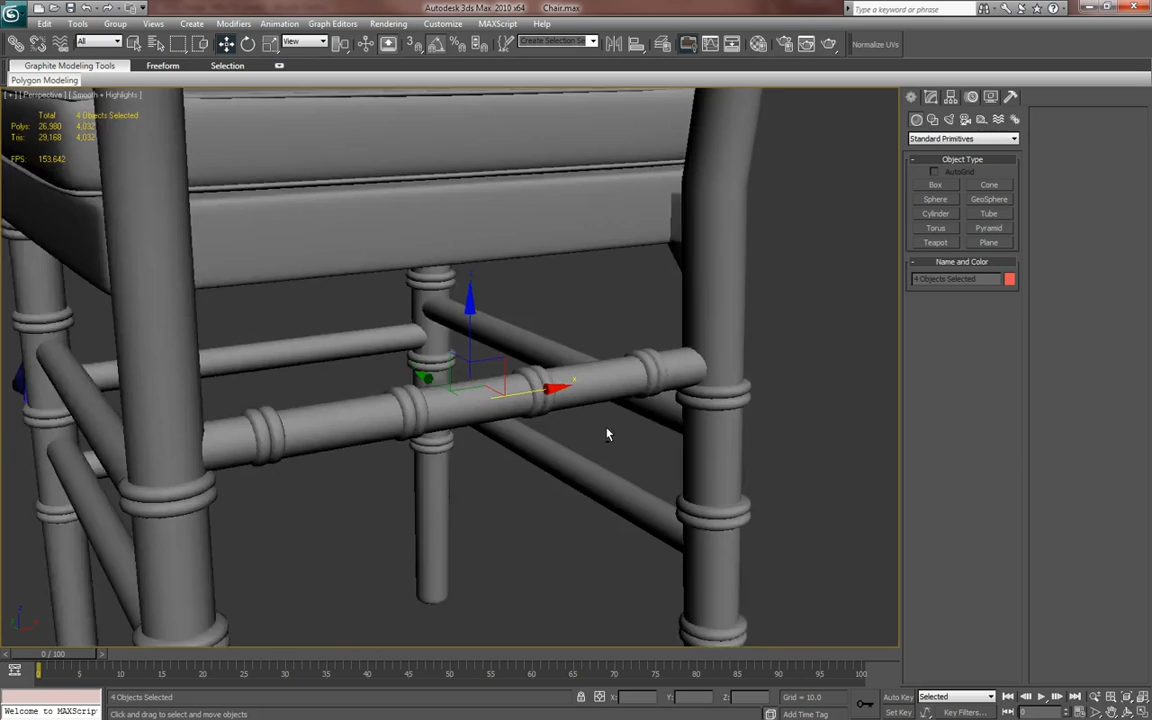 Autodesk 3ds Max 2010 x64 Chair.max
Type a keyword or phrase
Edit Tools Group Views Create Modifiers Animation Graph Editors Rendering Customize MAXScript Help
All View Create Selection Se Normalize UVs
Graphite Modeling Tools Freeform Selection
Polygon Modeling
[ + ] [ Perspective ] [ Smooth + Highlights ]
Total 4 Objects Selected
Polys: 26,980 4,032
Tris: 29,168 4,032
FPS: 153.642
Standard Primitives
- Object Type
AutoGrid
Box Cone
Sphere GeoSphere
Cylinder Tube
Torus Pyramid
Teapot Plane
- Name and Color
4 Objects Selected
x
z
x
0 / 100
0 5 10 15 20 25 30 35 40 45 50 55 60 65 70 75 80 85 90 95 100
4 Objects Selected X: Y: Z: Grid = 10.0 Auto Key Selected
Welcome to MAXScrip Click and drag to select and move objects Add Time Tag Set Key Key Filters... 0